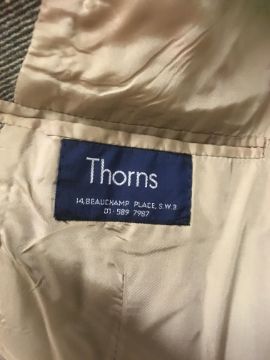 Thorns
14, BEAUCHAMP PLACE, S.W.3
01-589 7987